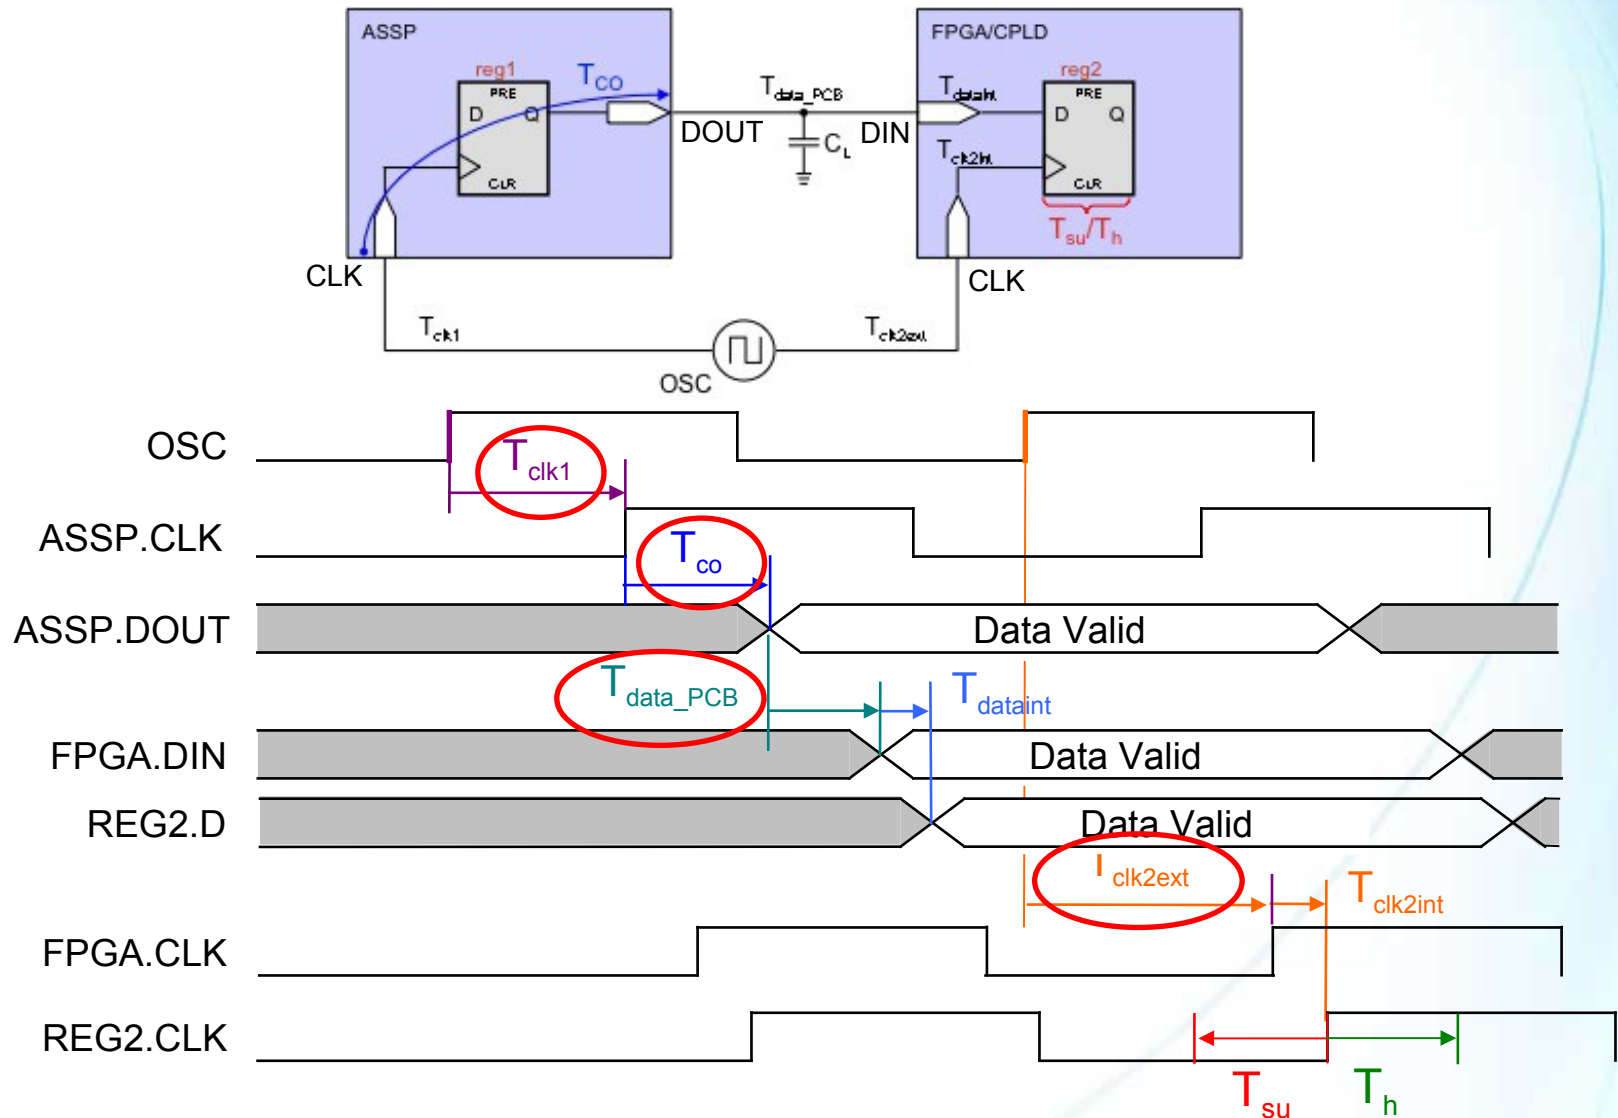 ASSP
FPGA/CPLD
reg1
reg2
Tco
Tdata_PCB
Tdataint
PRE
PRE
D Q
D Q
DOUT
DIN
CL
Tclk2int
CLR
CLR
Tsu/Th
CLK
CLK
Tclk1
Tclk2ext
OSC
OSC
Tclk1
ASSP.CLK
Tco
ASSP.DOUT
Data Valid
Tdata_PCB
Tdataint
FPGA.DIN
Data Valid
REG2.D
Data Valid
Tclk2ext
Tclk2int
FPGA.CLK
REG2.CLK
Tsu
Th